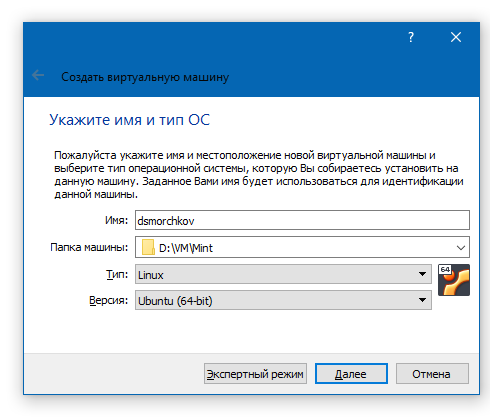 ?
Создать виртуальную машину
Укажите имя и тип ОС
Пожалуйста укажите имя и местоположение новой виртуальной машины и
выберите тип операционной системы, которую Вы собираетесь установить на
данную машину. Заданное Вами имя будет использоваться для идентификации
данной машины.
Имя: dsmorchkov
Папка машины: D:\VM\Mint
Тип: Linux
64
Версия: Ubuntu (64-bit)
Экспертный режим Далее Отмена